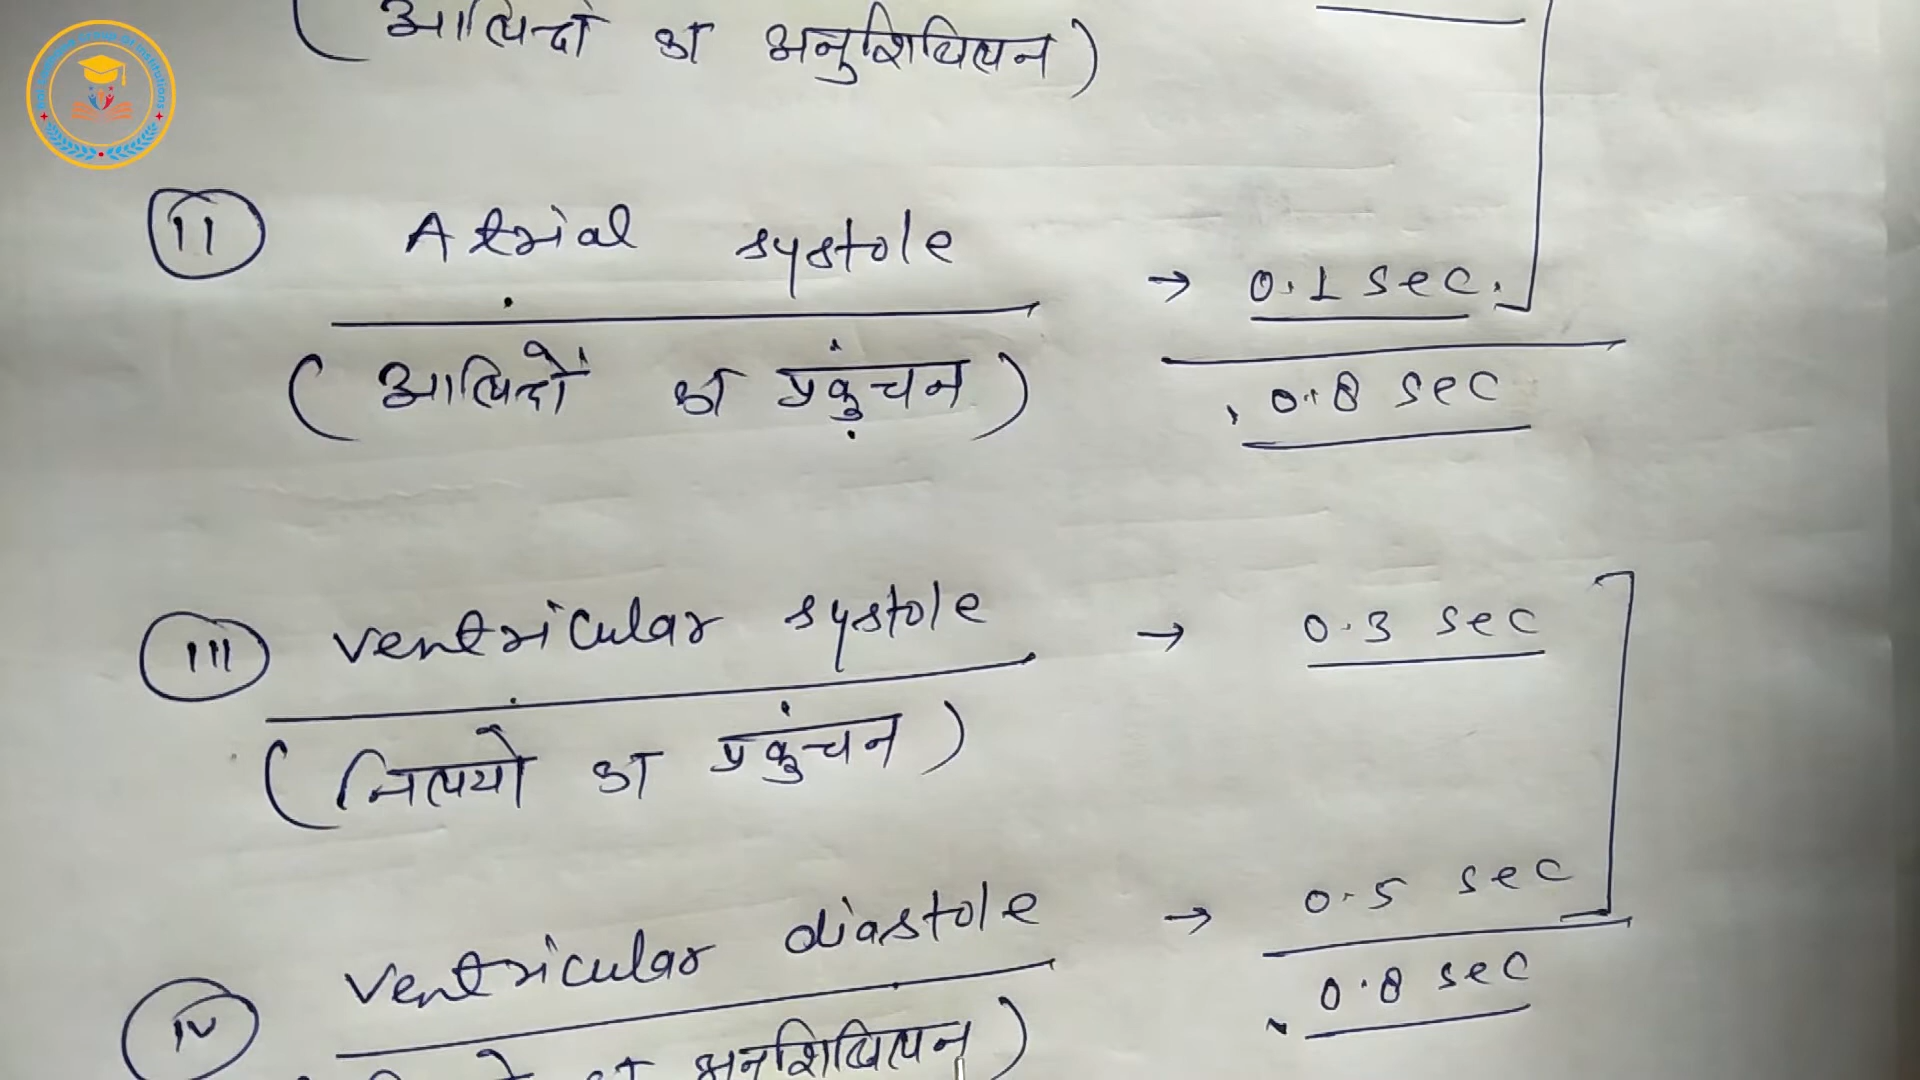 (आलिन्दों का अनुशिथिलन)
II Atrial systole → 0.1 sec.
(आलिन्दों का प्रकुंचन) 0.8 sec
III ventricular systole → 0.3 sec
(निलयो का प्रकुंचन)
IV ventricular diastole → 0.5 sec
0.8 sec
का अनुशिथिलन)